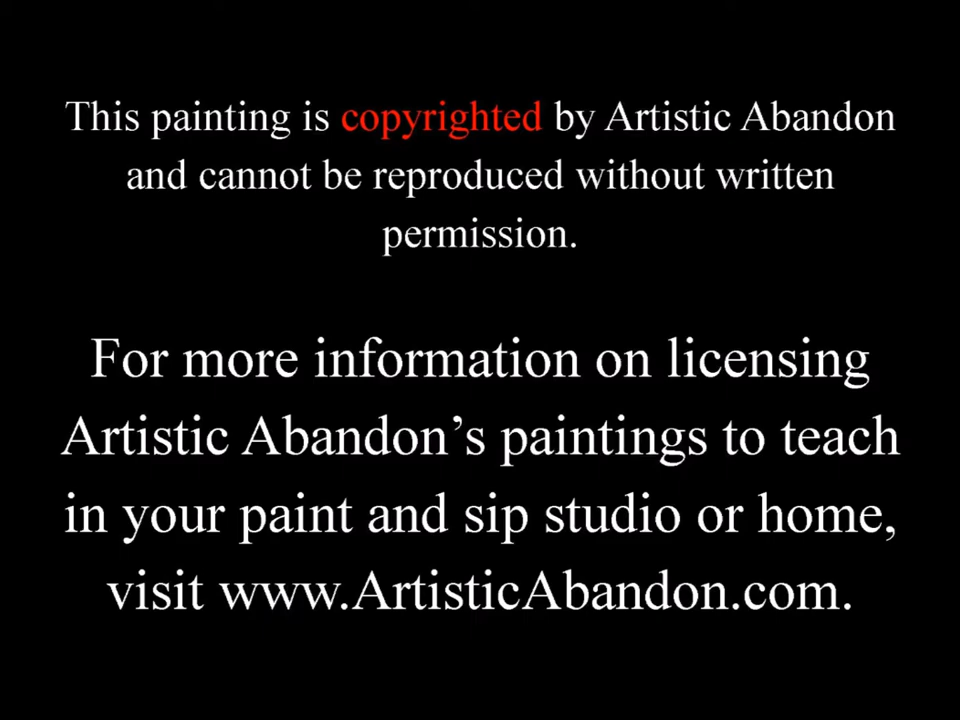 This painting is copyrighted by Artistic Abandon
and cannot be reproduced without written
permission.
For more information on licensing
Artistic Abandon’s paintings to teach
in your paint and sip studio or home,
visit www.ArtisticAbandon.com.